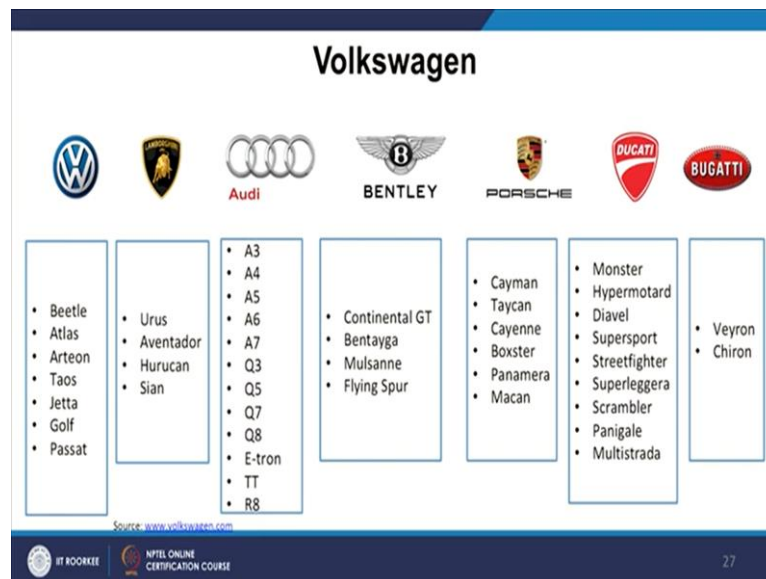 Volkswagen
LAMBORGHINI
Audi
B
BENTLEY
PORSCHE
DUCATI
BUGATTI
• Beetle
• Atlas
• Arteon
• Taos
• Jetta
• Golf
• Passat
• Urus
• Aventador
• Hurucan
• Sian
• A3
• A4
• A5
• A6
• A7
• Q3
• Q5
• Q7
• Q8
• E-tron
• TT
• R8
• Continental GT
• Bentayga
• Mulsanne
• Flying Spur
• Cayman
• Taycan
• Cayenne
• Boxster
• Panamera
• Macan
• Monster
• Hypermotard
• Diavel
• Supersport
• Streetfighter
• Superleggera
• Scrambler
• Panigale
• Multistrada
• Veyron
• Chiron
Source: www.volkswagen.com
IIT ROORKEE
NPTEL ONLINE
CERTIFICATION COURSE
27